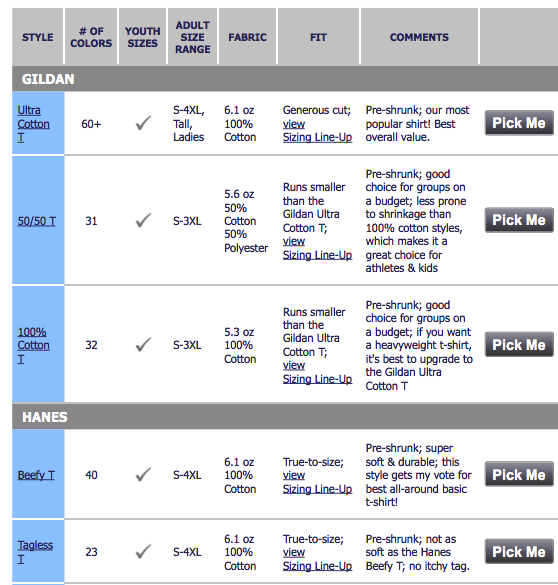 STYLE
# OF
COLORS
YOUTH
SIZES
ADULT
SIZE
RANGE
FABRIC
FIT
COMMENTS
GILDAN
Ultra
Cotton
T
60+
S-4XL,
Tall,
Ladies
6.1 oz
100%
Cotton
Generous cut;
view
Sizing Line-Up
Pre-shrunk; our most
popular shirt! Best
overall value.
Pick Me
50/50 T
31
S-3XL
5.6 oz
50%
Cotton
50%
Polyester
Runs smaller
than the
Gildan Ultra
Cotton T;
view
Sizing Line-Up
Pre-shrunk; good
choice for groups on
a budget; less prone
to shrinkage than
100% cotton styles,
which makes it a
great choice for
athletes & kids
Pick Me
100%
Cotton
T
32
S-3XL
5.3 oz
100%
Cotton
Runs smaller
than the
Gildan Ultra
Cotton T;
view
Sizing Line-Up
Pre-shrunk; good
choice for groups on
a budget; if you want
a heavyweight t-shirt,
it's best to upgrade to
the Gildan Ultra
Cotton T
Pick Me
HANES
Beefy T
40
S-4XL
6.1 oz
100%
Cotton
True-to-size;
view
Sizing Line-Up
Pre-shrunk; super
soft & durable; this
style gets my vote for
best all-around basic
t-shirt!
Pick Me
Tagless
T
23
S-4XL
6.1 oz
100%
Cotton
True-to-size;
view
Sizing Line-Up
Pre-shrunk; not as
soft as the Hanes
Beefy T; no itchy tag.
Pick Me